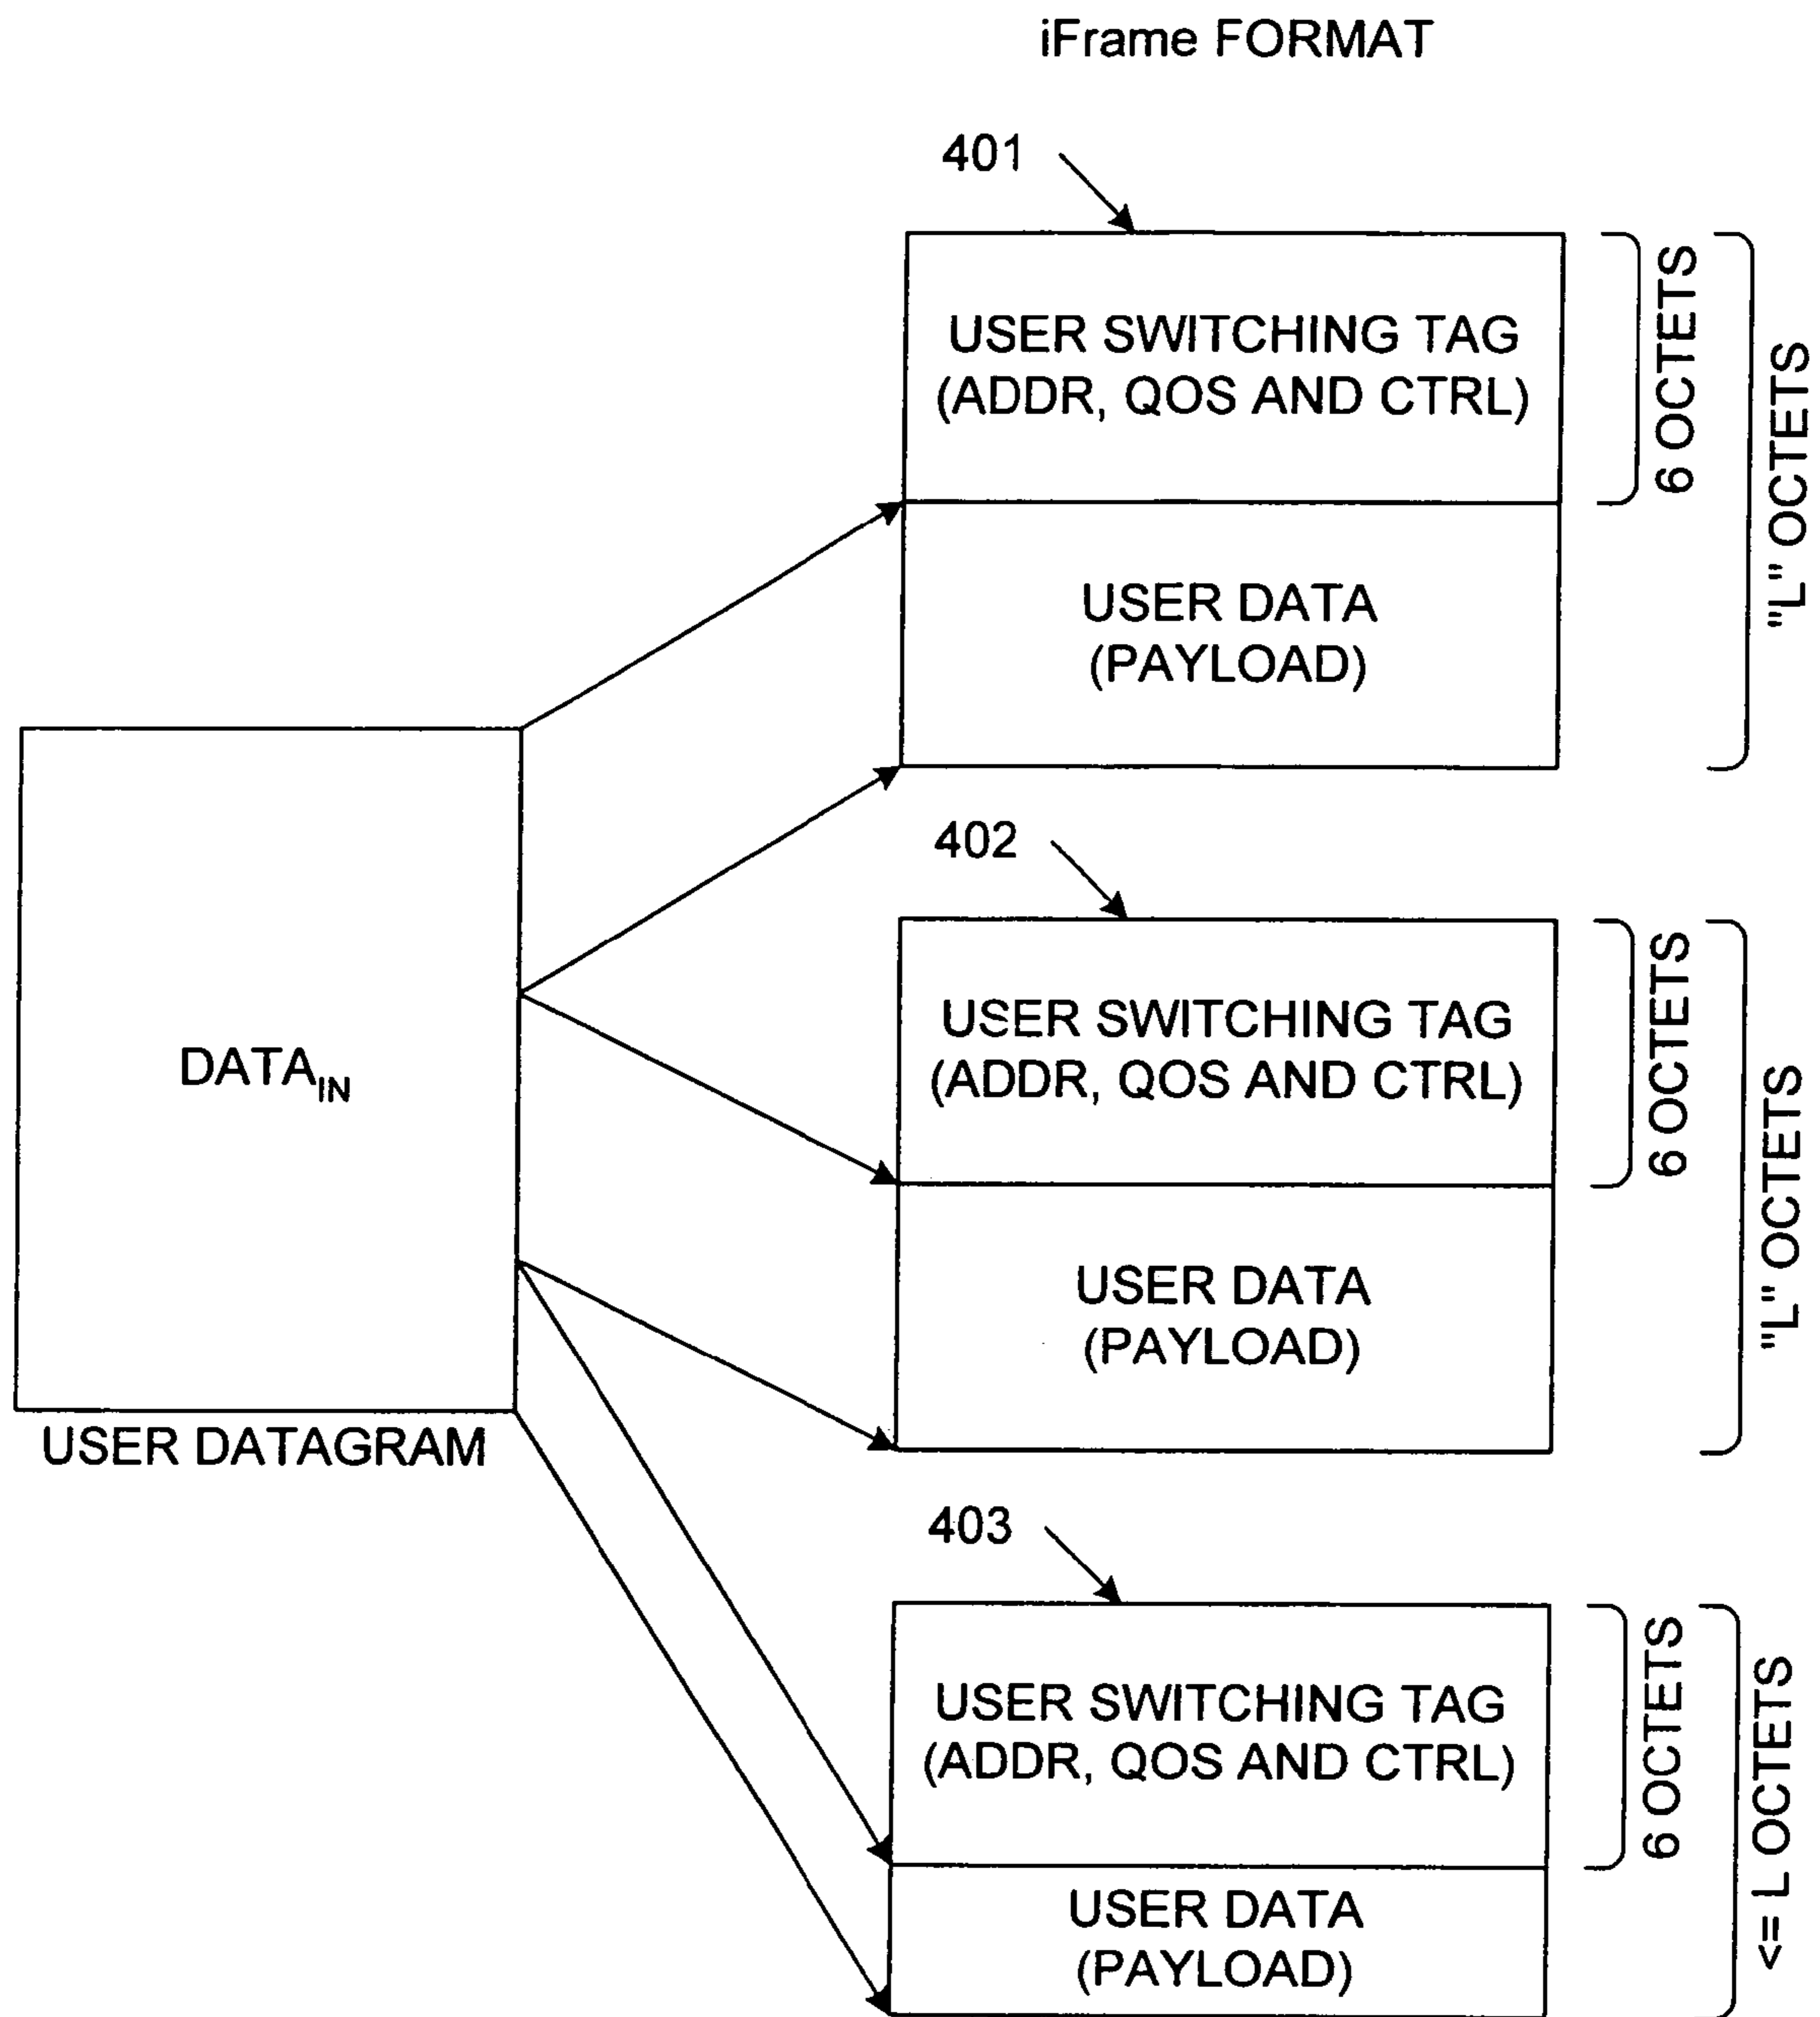 iFrame FORMAT
401
USER SWITCHING TAG
(ADDR, QOS AND CTRL)
6 OCTETS
"L" OCTETS
USER DATA
(PAYLOAD)
402
USER SWITCHING TAG
(ADDR, QOS AND CTRL)
6 OCTETS
"L" OCTETS
USER DATA
(PAYLOAD)
DATAIN
USER DATAGRAM
403
USER SWITCHING TAG
(ADDR, QOS AND CTRL)
6 OCTETS
<= L OCTETS
USER DATA
(PAYLOAD)